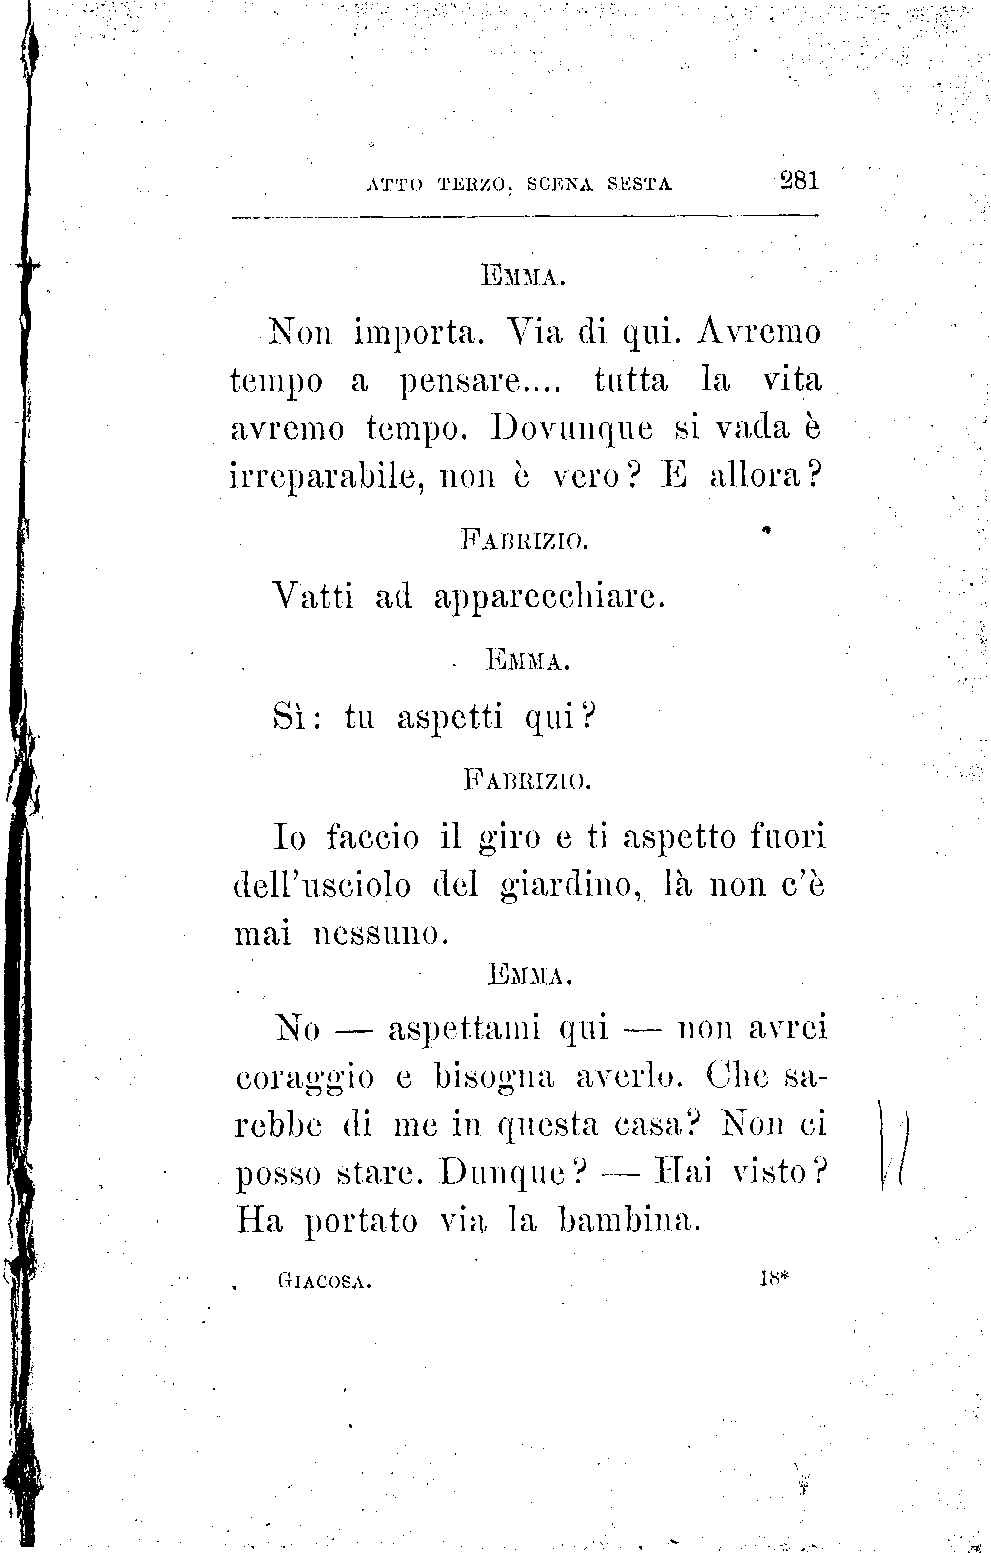 ATTO TERZO, SCENA SESTA 281
EMMA.
Non importa. Via di qui. Avremo
tempo a pensare.... tutta la vita
avremo tempo. Dovunque si vada è
irreparabile, non è vero? E allora?
FABRIZIO.
Vatti ad apparecchiare.
EMMA.
Sì: tu aspetti qui?
FABRIZIO.
Io faccio il giro e ti aspetto fuori
dell'usciolo del giardino, là non c'è
mai nessuno.
EMMA.
No — aspettami qui — non avrei
coraggio e bisogna averlo. Che sa-
rebbe di me in questa casa? Non ci
posso stare. Dunque? — Hai visto?
Ha portato via la bambina.
GIACOSA. 18*